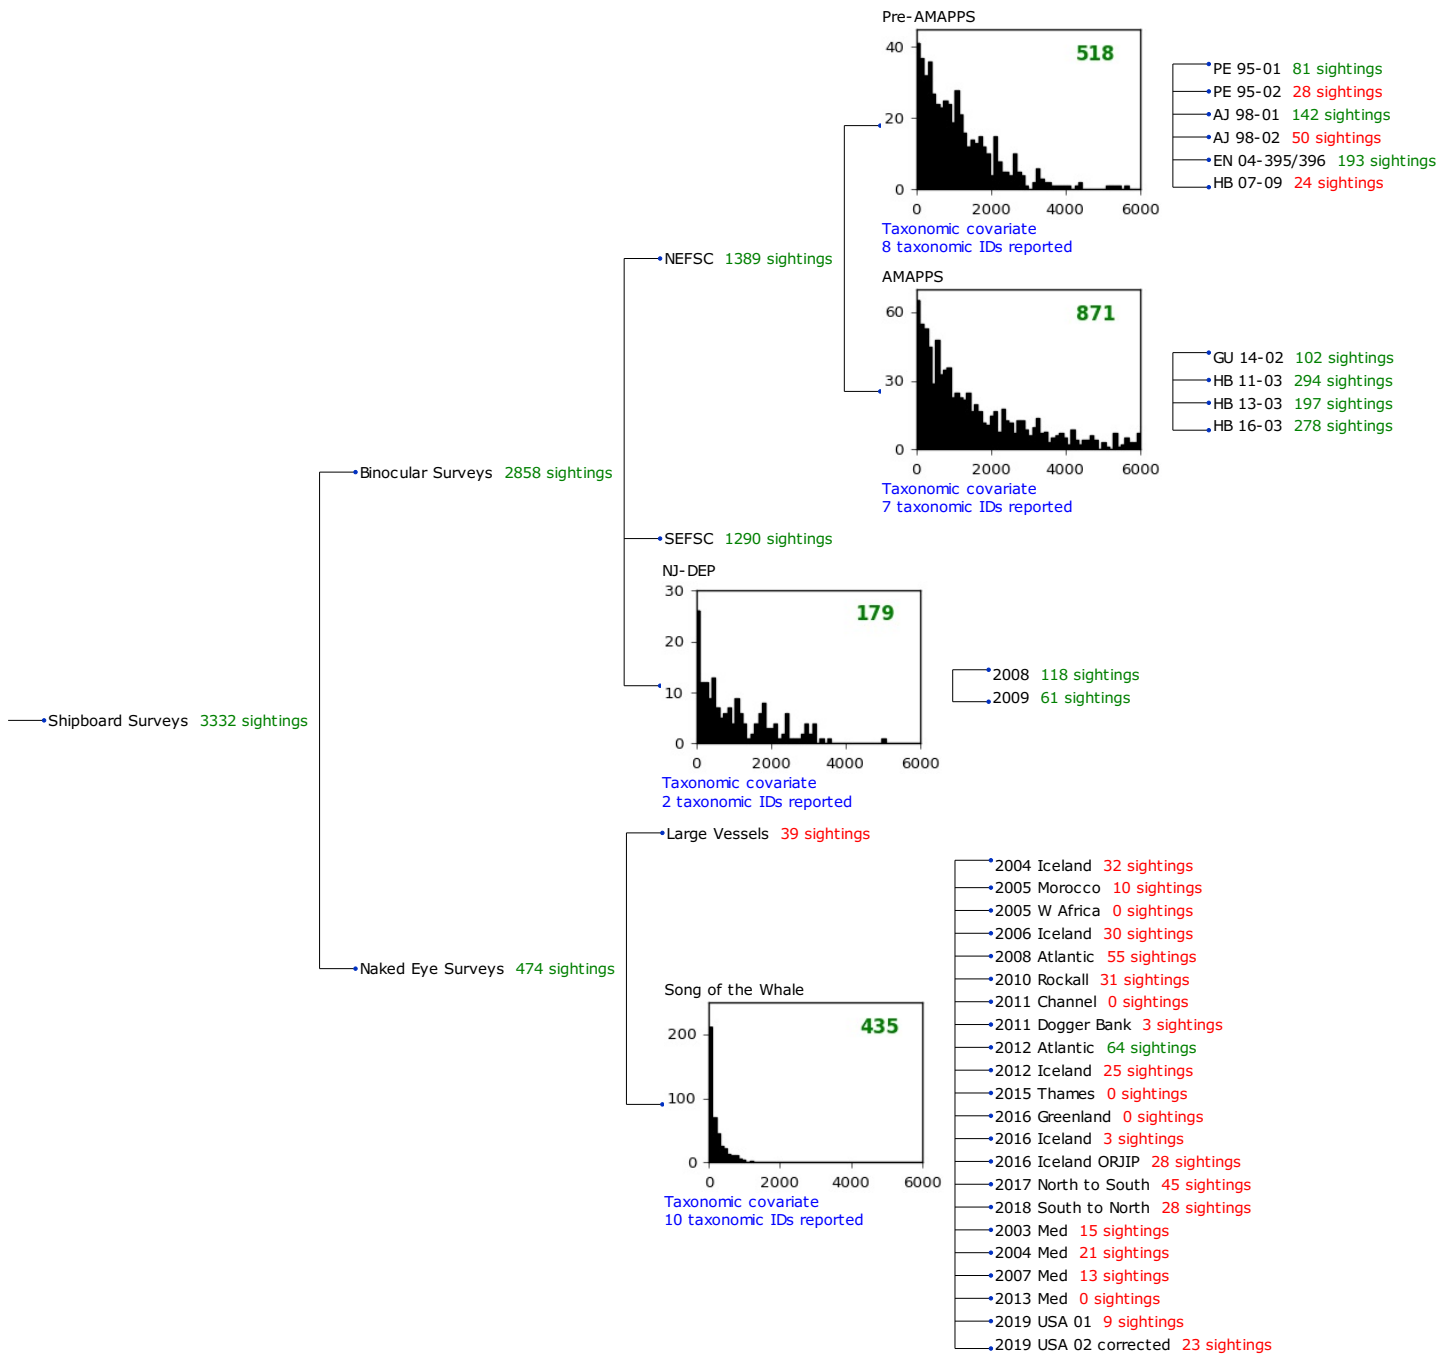 Pre-AMAPPS
518
40
20
0
0 2000 4000 6000
Taxonomic covariate
8 taxonomic IDs reported
PE 95-01 81 sightings
PE 95-02 28 sightings
AJ 98-01 142 sightings
AJ 98-02 50 sightings
EN 04-395/396 193 sightings
HB 07-09 24 sightings
NEFSC 1389 sightings
AMAPPS
871
60
30
0
0 2000 4000 6000
Taxonomic covariate
7 taxonomic IDs reported
GU 14-02 102 sightings
HB 11-03 294 sightings
HB 13-03 197 sightings
HB 16-03 278 sightings
Binocular Surveys 2858 sightings
SEFSC 1290 sightings
NJ-DEP
179
30
20
10
0
0 2000 4000 6000
Taxonomic covariate
2 taxonomic IDs reported
2008 118 sightings
2009 61 sightings
Shipboard Surveys 3332 sightings
Large Vessels 39 sightings
Naked Eye Surveys 474 sightings
Song of the Whale
435
200
100
0
0 2000 4000 6000
Taxonomic covariate
10 taxonomic IDs reported
2004 Iceland 32 sightings
2005 Morocco 10 sightings
2005 W Africa 0 sightings
2006 Iceland 30 sightings
2008 Atlantic 55 sightings
2010 Rockall 31 sightings
2011 Channel 0 sightings
2011 Dogger Bank 3 sightings
2012 Atlantic 64 sightings
2012 Iceland 25 sightings
2015 Thames 0 sightings
2016 Greenland 0 sightings
2016 Iceland 3 sightings
2016 Iceland ORJIP 28 sightings
2017 North to South 45 sightings
2018 South to North 28 sightings
2003 Med 15 sightings
2004 Med 21 sightings
2007 Med 13 sightings
2013 Med 0 sightings
2019 USA 01 9 sightings
2019 USA 02 corrected 23 sightings